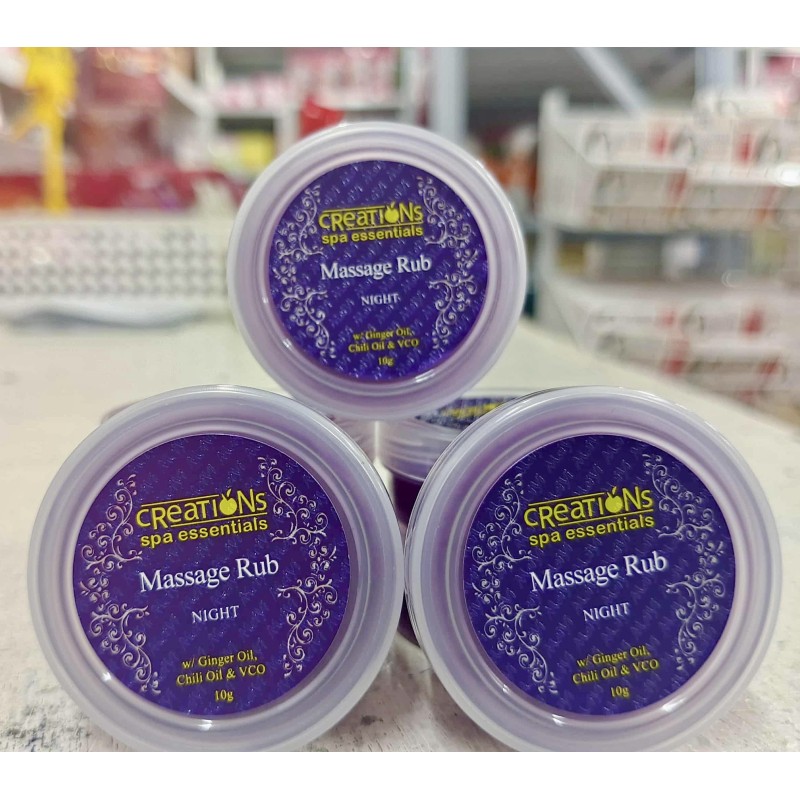 CREATIONS
spa essentials
Massage Rub
NIGHT
w/ Ginger Oil,
Chili Oil & VCO
10g
CREATIONS
spa essentials
Massage Rub
NIGHT
w/ Ginger Oil,
Chili Oil & VCO
10g
CREATIONS
spa essentials
Massage Rub
NIGHT
w/ Ginger Oil,
Chili Oil & VCO
10g